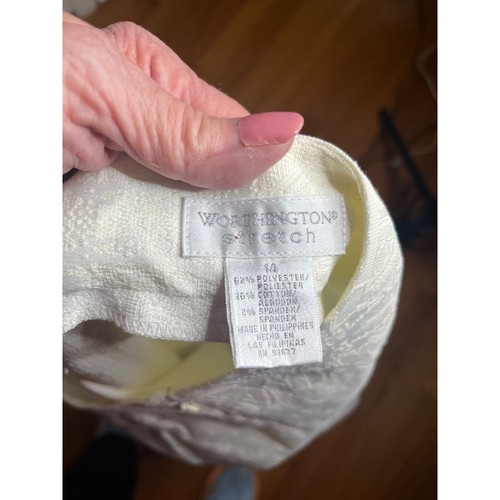 WORTHINGTON®
stretch
14
62% POLYESTER/
POLIESTER
36% COTTON/
ALGODON
2% SPANDEX/
SPANDEX
MADE IN PHILIPPINES
HECHO EN
LAS FILIPINAS
RN 93677